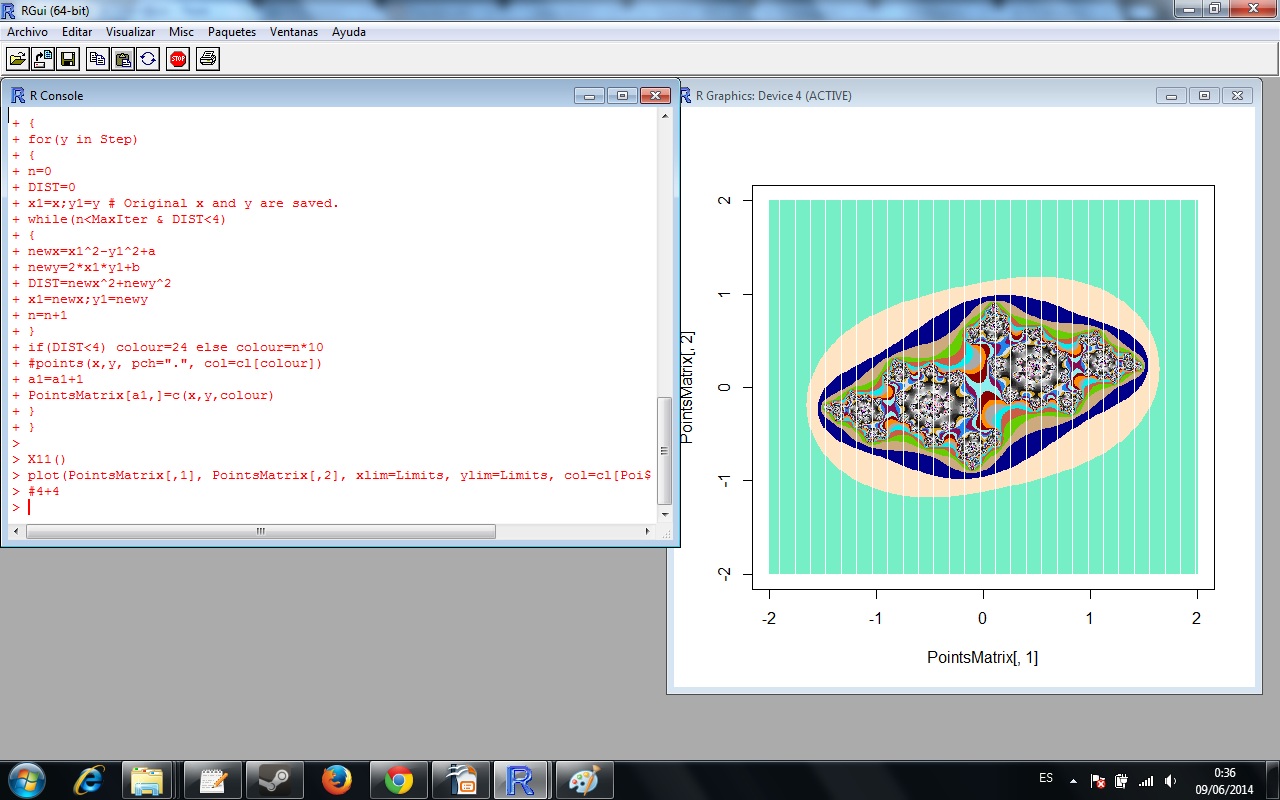 RGui (64-bit)
Archivo Editar Visualizar Misc Paquetes Ventanas Ayuda
STOP
R Console
+ {
+ for(y in Step)
+ {
+ n=0
+ DIST=0
+ x1=x;y1=y # Original x and y are saved.
+ while(n<MaxIter & DIST<4)
+ {
+ newx=x1^2-y1^2+a
+ newy=2*x1*y1+b
+ DIST=newx^2+newy^2
+ x1=newx;y1=newy
+ n=n+1
+ }
+ if(DIST<4) colour=24 else colour=n*10
+ #points(x,y, pch=".", col=cl[colour])
+ a1=a1+1
+ PointsMatrix[a1,]=c(x,y,colour)
+ }
+ }
>
> X11()
> plot(PointsMatrix[,1], PointsMatrix[,2], xlim=Limits, ylim=Limits, col=cl[Poi$
> #4+4
>
R Graphics: Device 4 (ACTIVE)
PointsMatrix[, 2]
2
1
0
-1
-2
-2 -1 0 1 2
PointsMatrix[, 1]
ES
0:36
09/06/2014